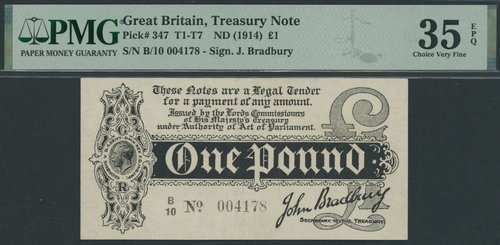 PMG
PAPER MONEY GUARANTY
Great Britain, Treasury Note
Pick# 347 T1-T7 ND (1914) £1
S/N B/10 004178 - Sign. J. Bradbury
35 EPQ
Choice Very Fine
These Notes are a Legal Tender
for a payment of any amount.
Issued by the Lords Commissioners
of His Majesty's Treasury
under Authority of Act of Parliament.
G
R
£
One Pound
B/10 No. 004178
John Bradbury
Secretary to the Treasury.